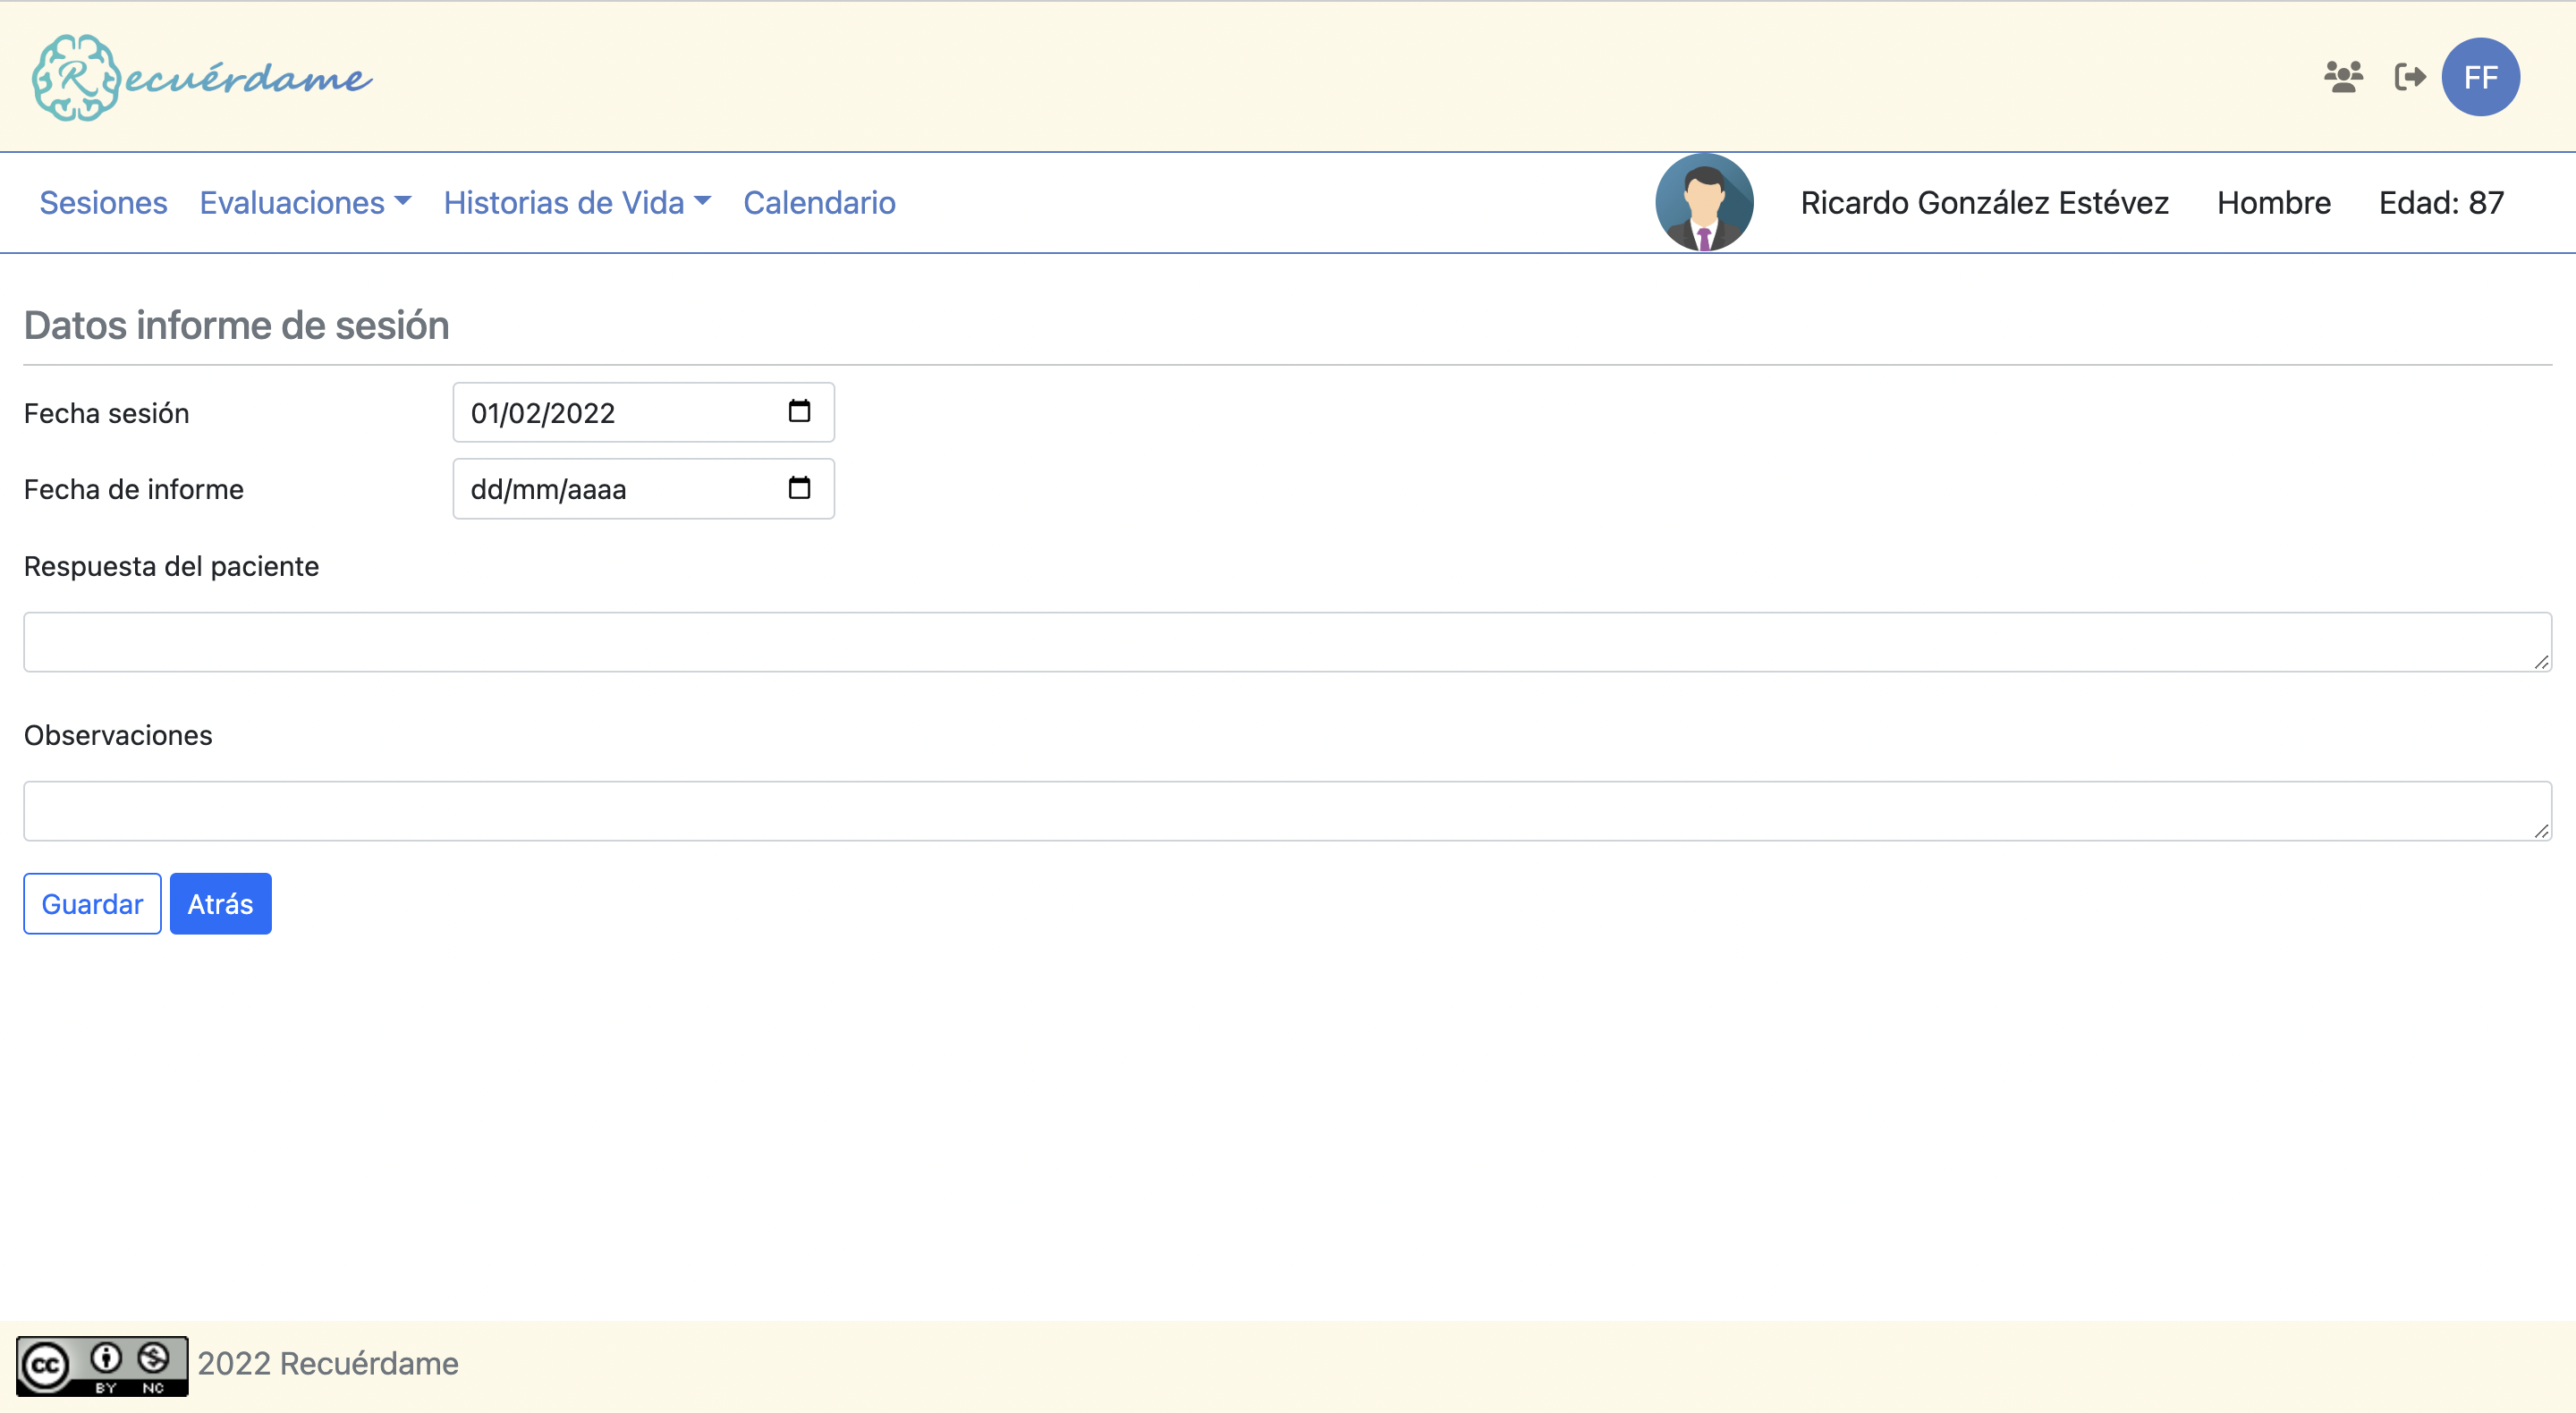 Recuérdame
FF
Sesiones Evaluaciones Historias de Vida Calendario Ricardo González Estévez Hombre Edad: 87
Datos informe de sesión
Fecha sesión 01/02/2022
Fecha de informe dd/mm/aaaa
Respuesta del paciente
Observaciones
Guardar Atrás
cc BY NC 2022 Recuérdame